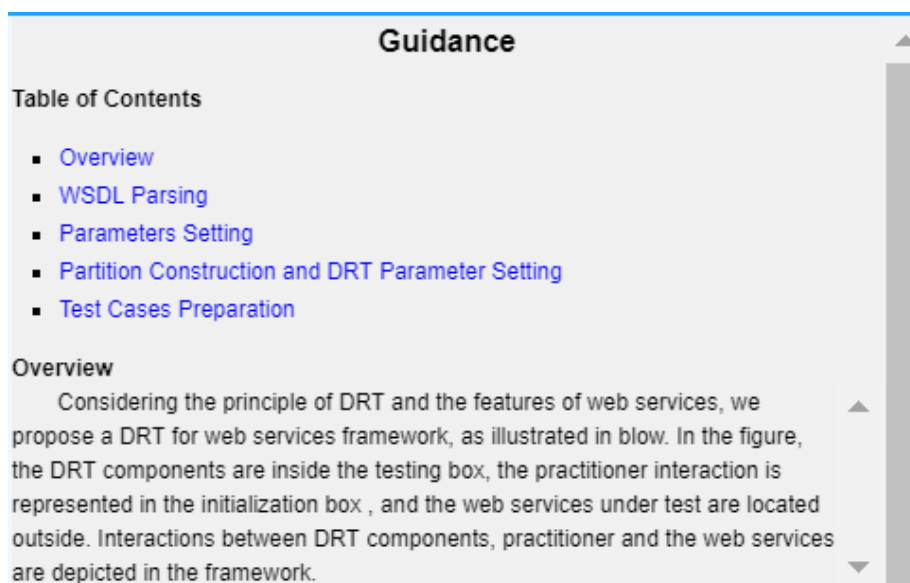 Guidance
Table of Contents
Overview
WSDL Parsing
Parameters Setting
Partition Construction and DRT Parameter Setting
Test Cases Preparation
Overview
Considering the principle of DRT and the features of web services, we
propose a DRT for web services framework, as illustrated in blow. In the figure,
the DRT components are inside the testing box, the practitioner interaction is
represented in the initialization box , and the web services under test are located
outside. Interactions between DRT components, practitioner and the web services
are depicted in the framework.